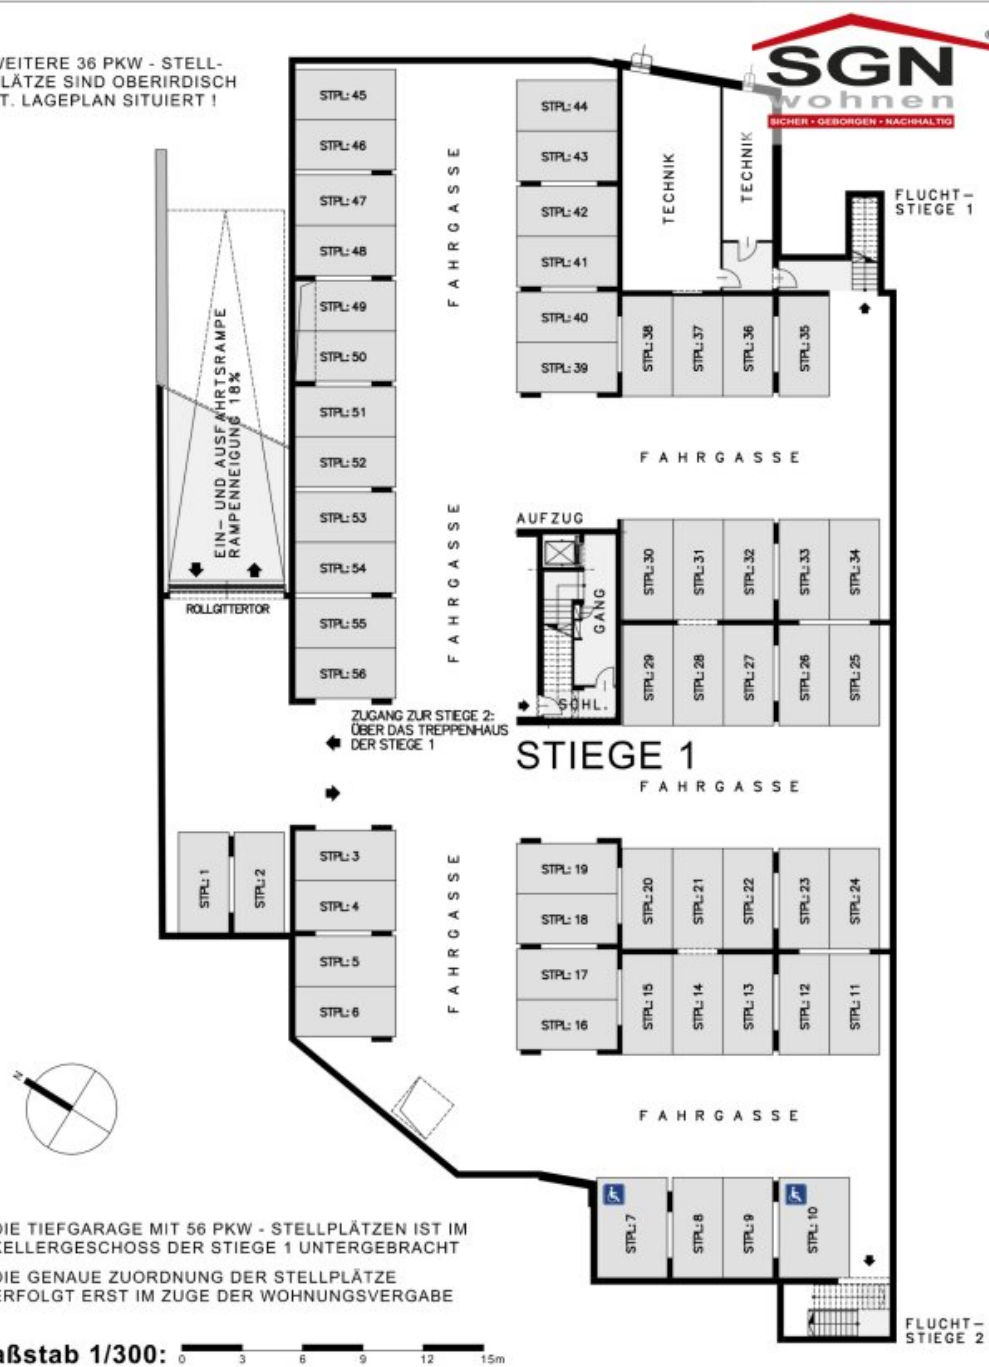 WEITERE 36 PKW - STELL-
PLÄTZE SIND OBERIRDISCH
T. LAGEPLAN SITUIERT !
SGN
wohnen
SICHER • GEBORGEN • NACHHALTIG
STPL: 45
STPL: 46
STPL: 47
STPL: 48
STPL: 49
STPL: 50
STPL: 51
STPL: 52
STPL: 53
STPL: 54
STPL: 55
STPL: 56
FAHRGASSE
FAHRGASSE
STPL: 44
STPL: 43
STPL: 42
STPL: 41
STPL: 40
STPL: 39
TECHNIK
TECHNIK
FLUCHT-
STIEGE 1
STPL: 38
STPL: 37
STPL: 36
STPL: 35
FAHRGASSE
EIN- UND AUSFAHRTSRAMPE
RAMPENNEIGUNG 18%
ROLLGITTERTOR
AUFZUG
GANG
SCHL.
STPL: 30
STPL: 31
STPL: 32
STPL: 33
STPL: 34
STPL: 29
STPL: 28
STPL: 27
STPL: 26
STPL: 25
ZUGANG ZUR STIEGE 2:
ÜBER DAS TREPPENHAUS
DER STIEGE 1
STIEGE 1
FAHRGASSE
STPL: 1
STPL: 2
STPL: 3
STPL: 4
STPL: 5
STPL: 6
FAHRGASSE
STPL: 19
STPL: 18
STPL: 17
STPL: 16
STPL: 20
STPL: 21
STPL: 22
STPL: 23
STPL: 24
STPL: 15
STPL: 14
STPL: 13
STPL: 12
STPL: 11
N
FAHRGASSE
STPL: 7
STPL: 8
STPL: 9
STPL: 10
DIE TIEFGARAGE MIT 56 PKW - STELLPLÄTZEN IST IM
KELLERGESCHOSS DER STIEGE 1 UNTERGEBRACHT
DIE GENAUE ZUORDNUNG DER STELLPLÄTZE
ERFOLGT ERST IM ZUGE DER WOHNUNGSVERGABE
FLUCHT-
STIEGE 2
aßstab 1/300: 0 3 6 9 12 15m